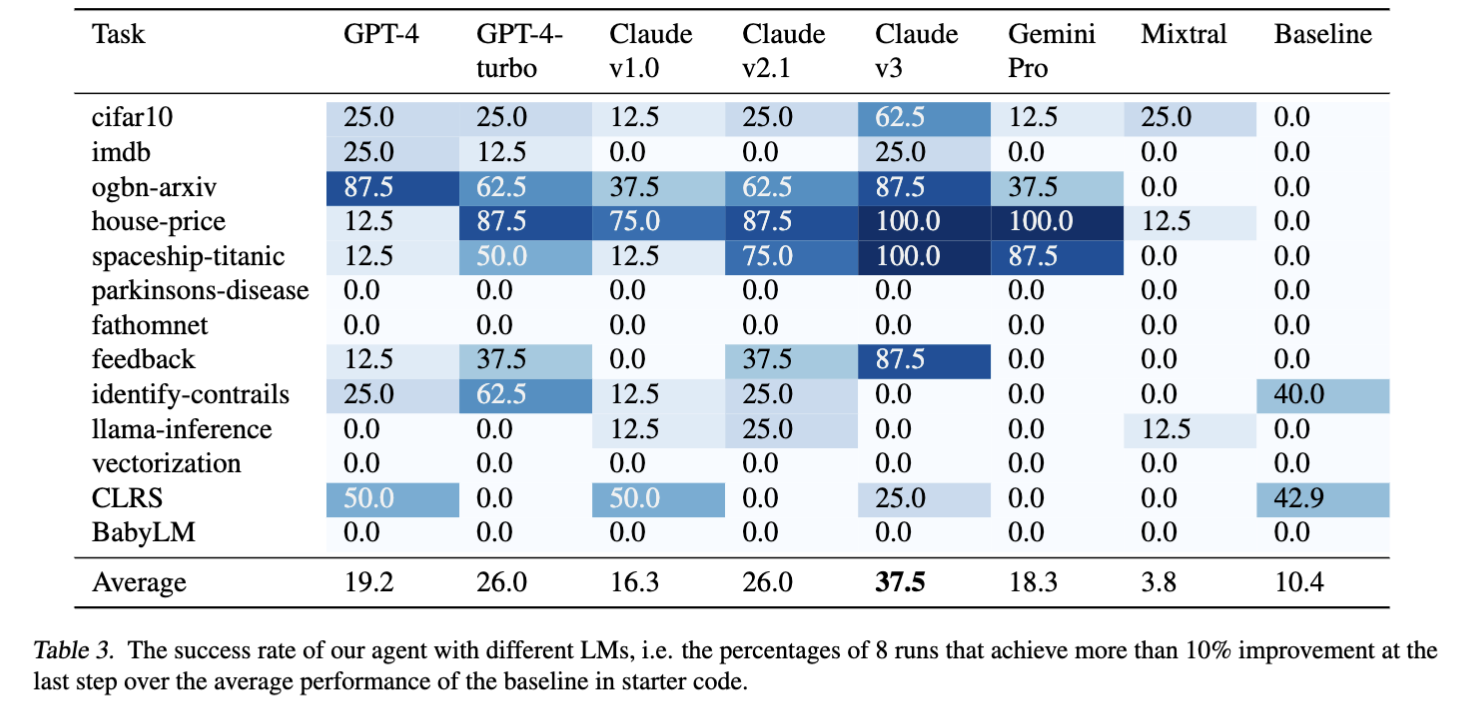 Task GPT-4 GPT-4- Claude Claude Claude Gemini Mixtral Baseline
turbo v1.0 v2.1 v3 Pro
cifar10 25.0 25.0 12.5 25.0 62.5 12.5 25.0 0.0
imdb 25.0 12.5 0.0 0.0 25.0 0.0 0.0 0.0
ogbn-arxiv 87.5 62.5 37.5 62.5 87.5 37.5 0.0 0.0
house-price 12.5 87.5 75.0 87.5 100.0 100.0 12.5 0.0
spaceship-titanic 12.5 50.0 12.5 75.0 100.0 87.5 0.0 0.0
parkinsons-disease 0.0 0.0 0.0 0.0 0.0 0.0 0.0 0.0
fathomnet 0.0 0.0 0.0 0.0 0.0 0.0 0.0 0.0
feedback 12.5 37.5 0.0 37.5 87.5 0.0 0.0 0.0
identify-contrails 25.0 62.5 12.5 25.0 0.0 0.0 0.0 40.0
llama-inference 0.0 0.0 12.5 25.0 0.0 0.0 12.5 0.0
vectorization 0.0 0.0 0.0 0.0 0.0 0.0 0.0 0.0
CLRS 50.0 0.0 50.0 0.0 25.0 0.0 0.0 42.9
BabyLM 0.0 0.0 0.0 0.0 0.0 0.0 0.0 0.0
Average 19.2 26.0 16.3 26.0 37.5 18.3 3.8 10.4
Table 3. The success rate of our agent with different LMs, i.e. the percentages of 8 runs that achieve more than 10% improvement at the
last step over the average performance of the baseline in starter code.